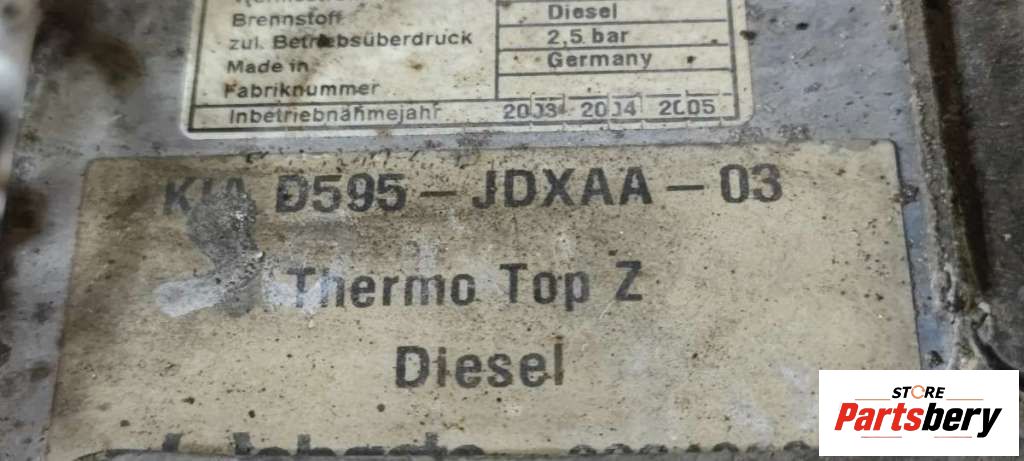 Brennstoff Diesel
zul. Betriebsüberdruck 2,5 bar
Made in Germany
Fabriknummer
Inbetriebnahmejahr 2003 2004 2005
KIA D595-JDXAA-03
Thermo Top Z
Diesel
STORE
Partsbery